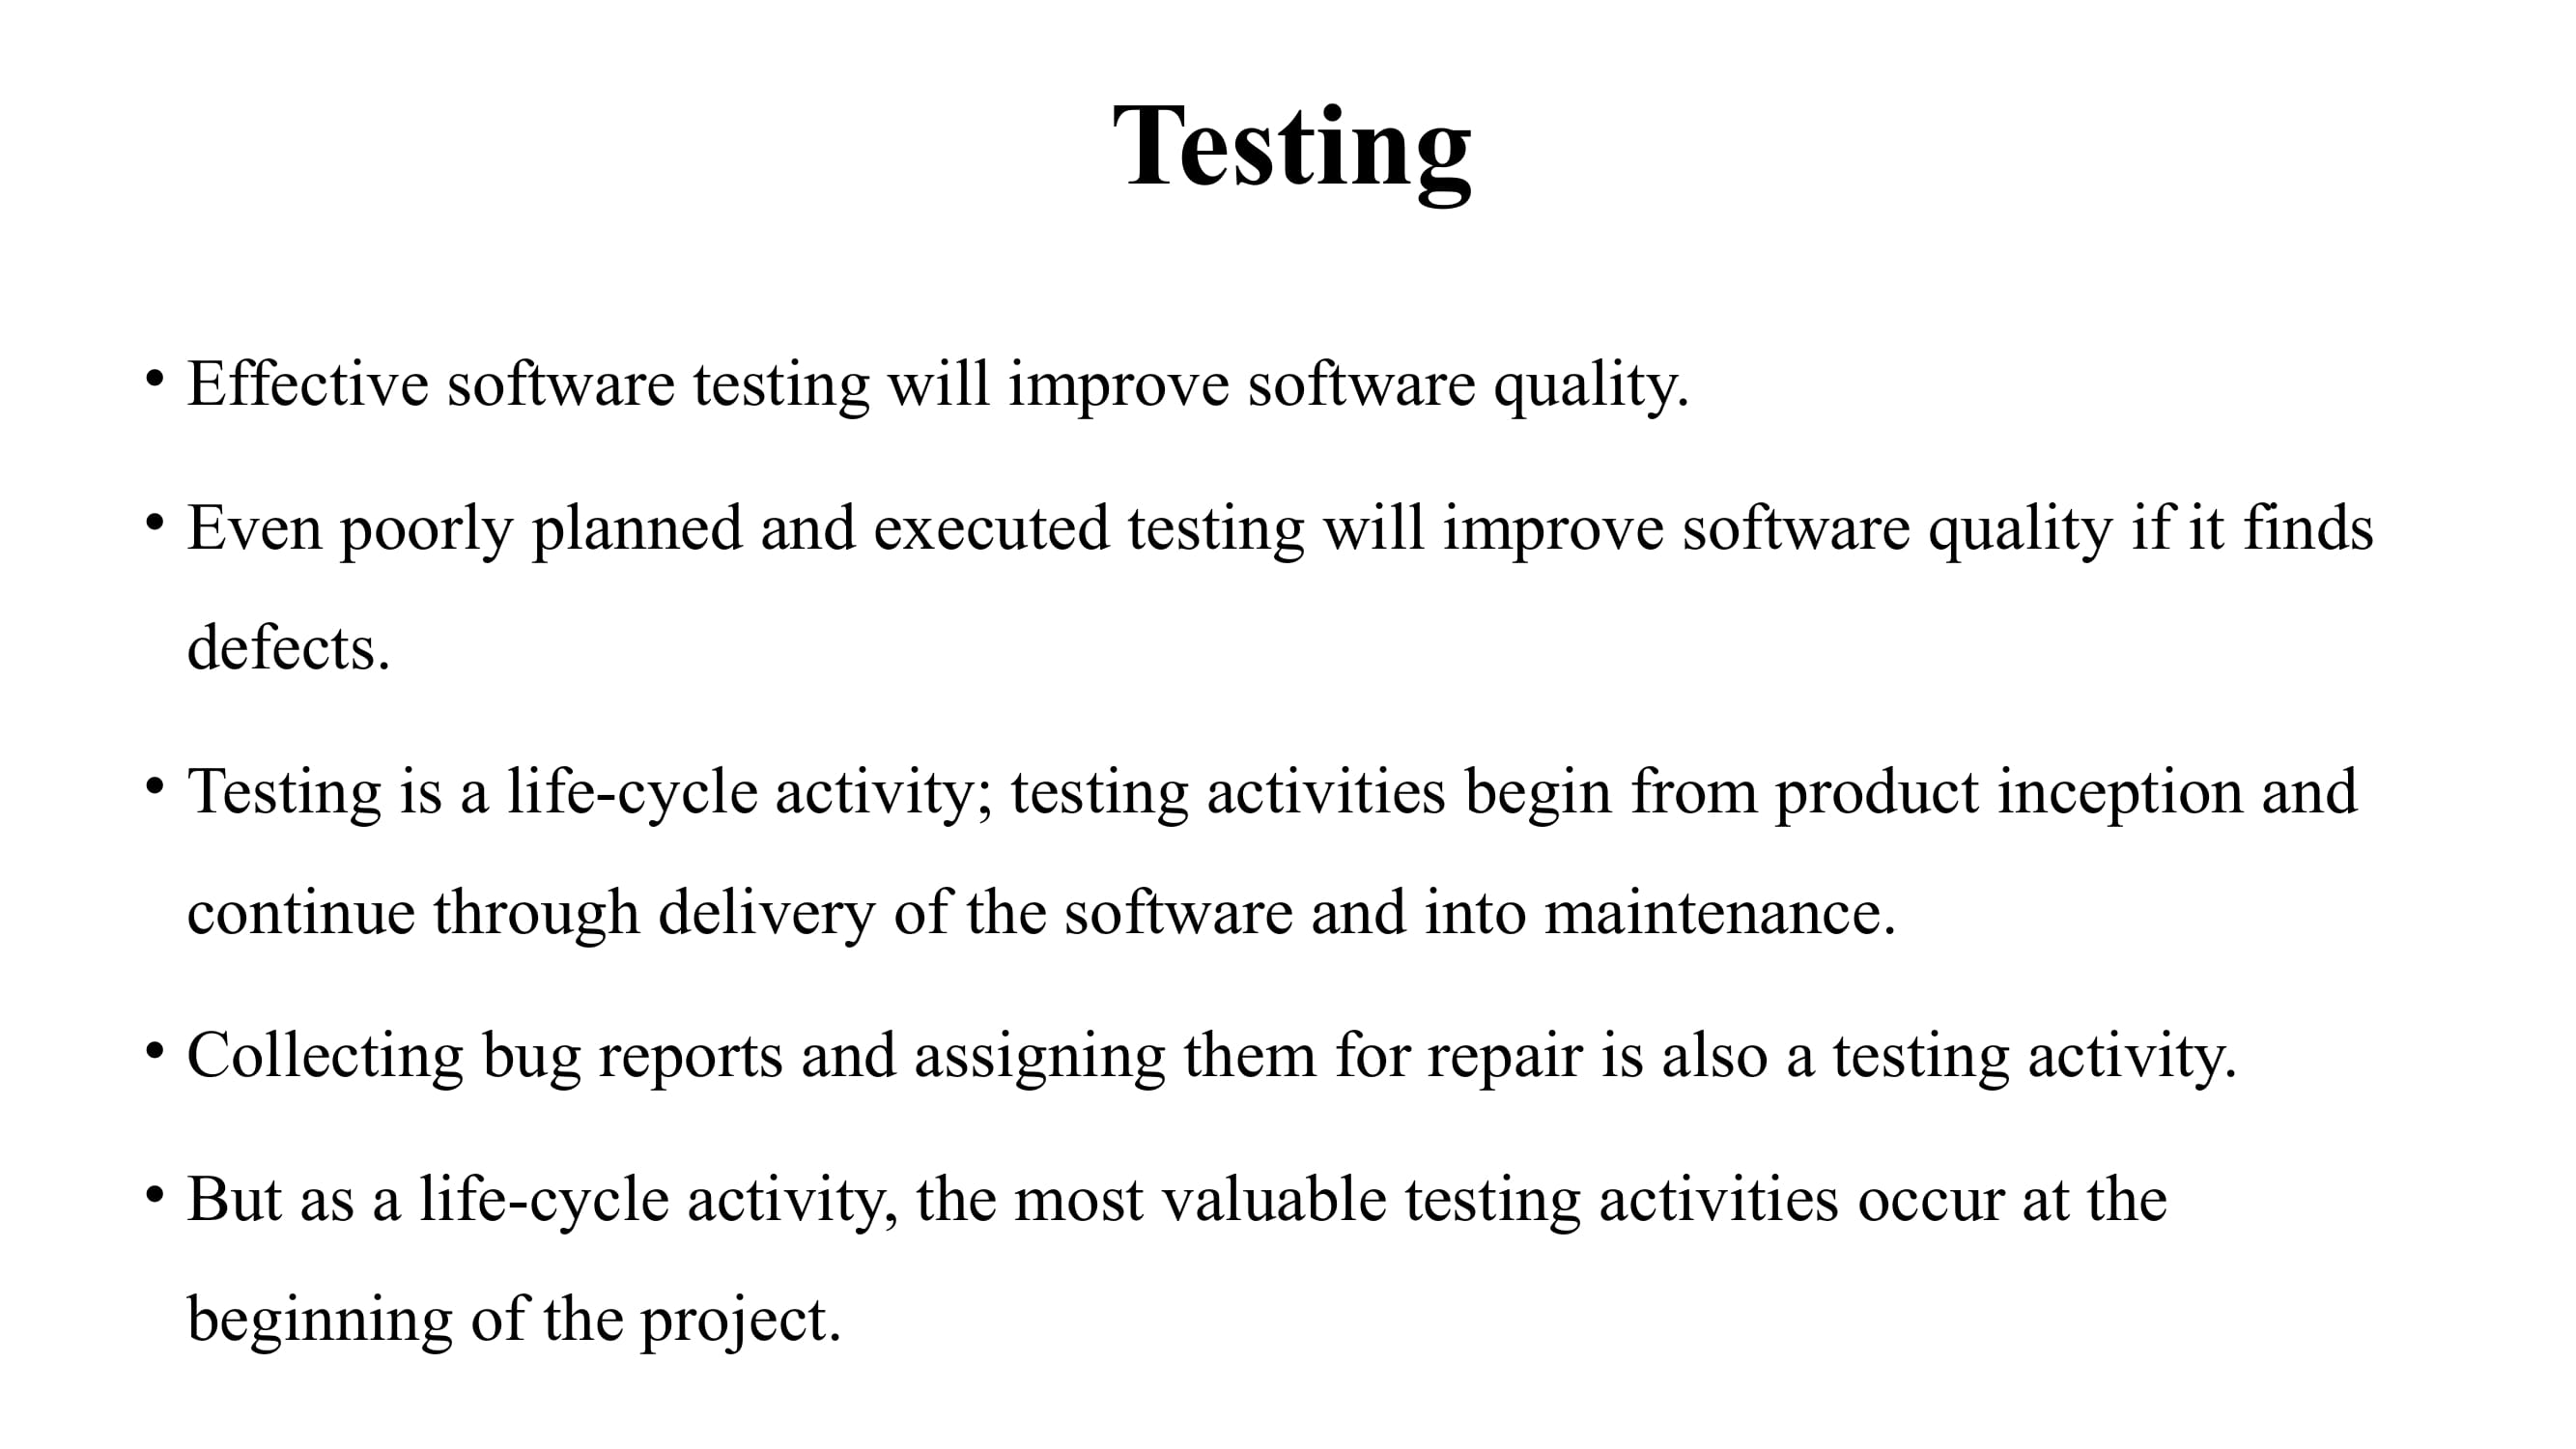 Testing
• Effective software testing will improve software quality.
• Even poorly planned and executed testing will improve software quality if it finds
defects.
• Testing is a life-cycle activity; testing activities begin from product inception and
continue through delivery of the software and into maintenance.
• Collecting bug reports and assigning them for repair is also a testing activity.
• But as a life-cycle activity, the most valuable testing activities occur at the
beginning of the project.